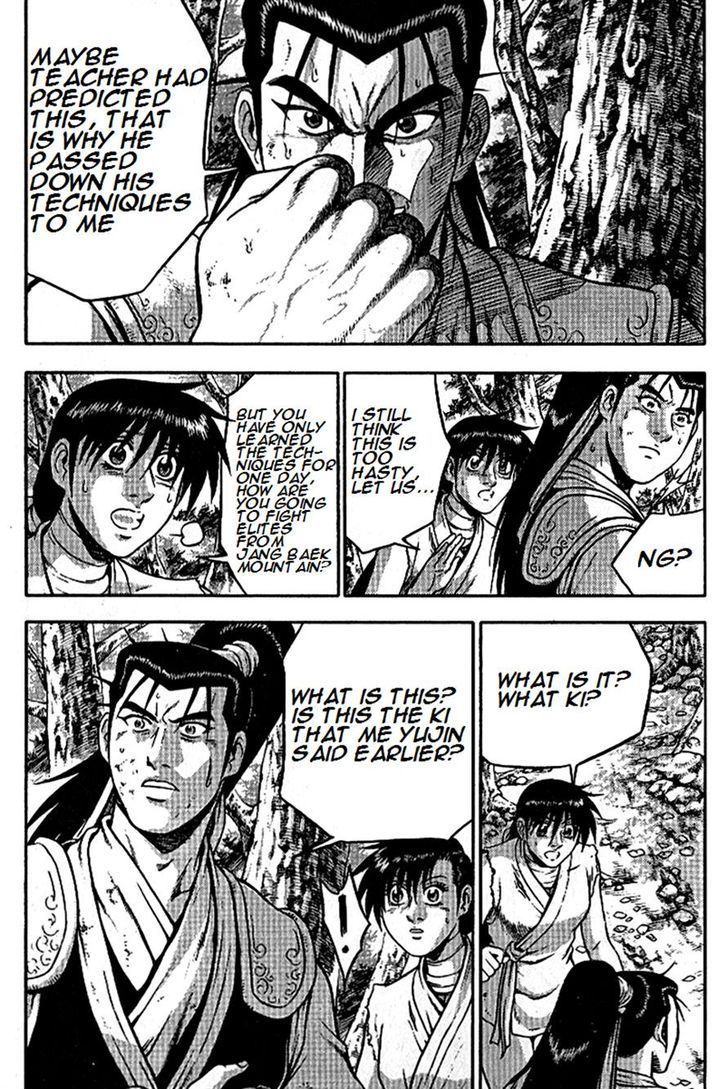 MAYBE
TEACHER HAD
PREDICTED
THIS, THAT
IS WHY HE
PASSED
DOWN HIS
TECHNIQUES
TO ME
BUT YOU
HAVE ONLY
LEARNED
THE TECH-
NIQUES FOR
ONE DAY,
HOW ARE
YOU GOING
TO FIGHT
ELITES
FROM
JANG BAEK
MOUNTAIN?
I STILL
THINK
THIS IS
TOO
HASTY,
LET US...
NG?
WHAT IS THIS?
IS THIS THE KI
THAT ME YUJIN
SAID EARLIER?
!
WHAT IS IT?
WHAT KI?